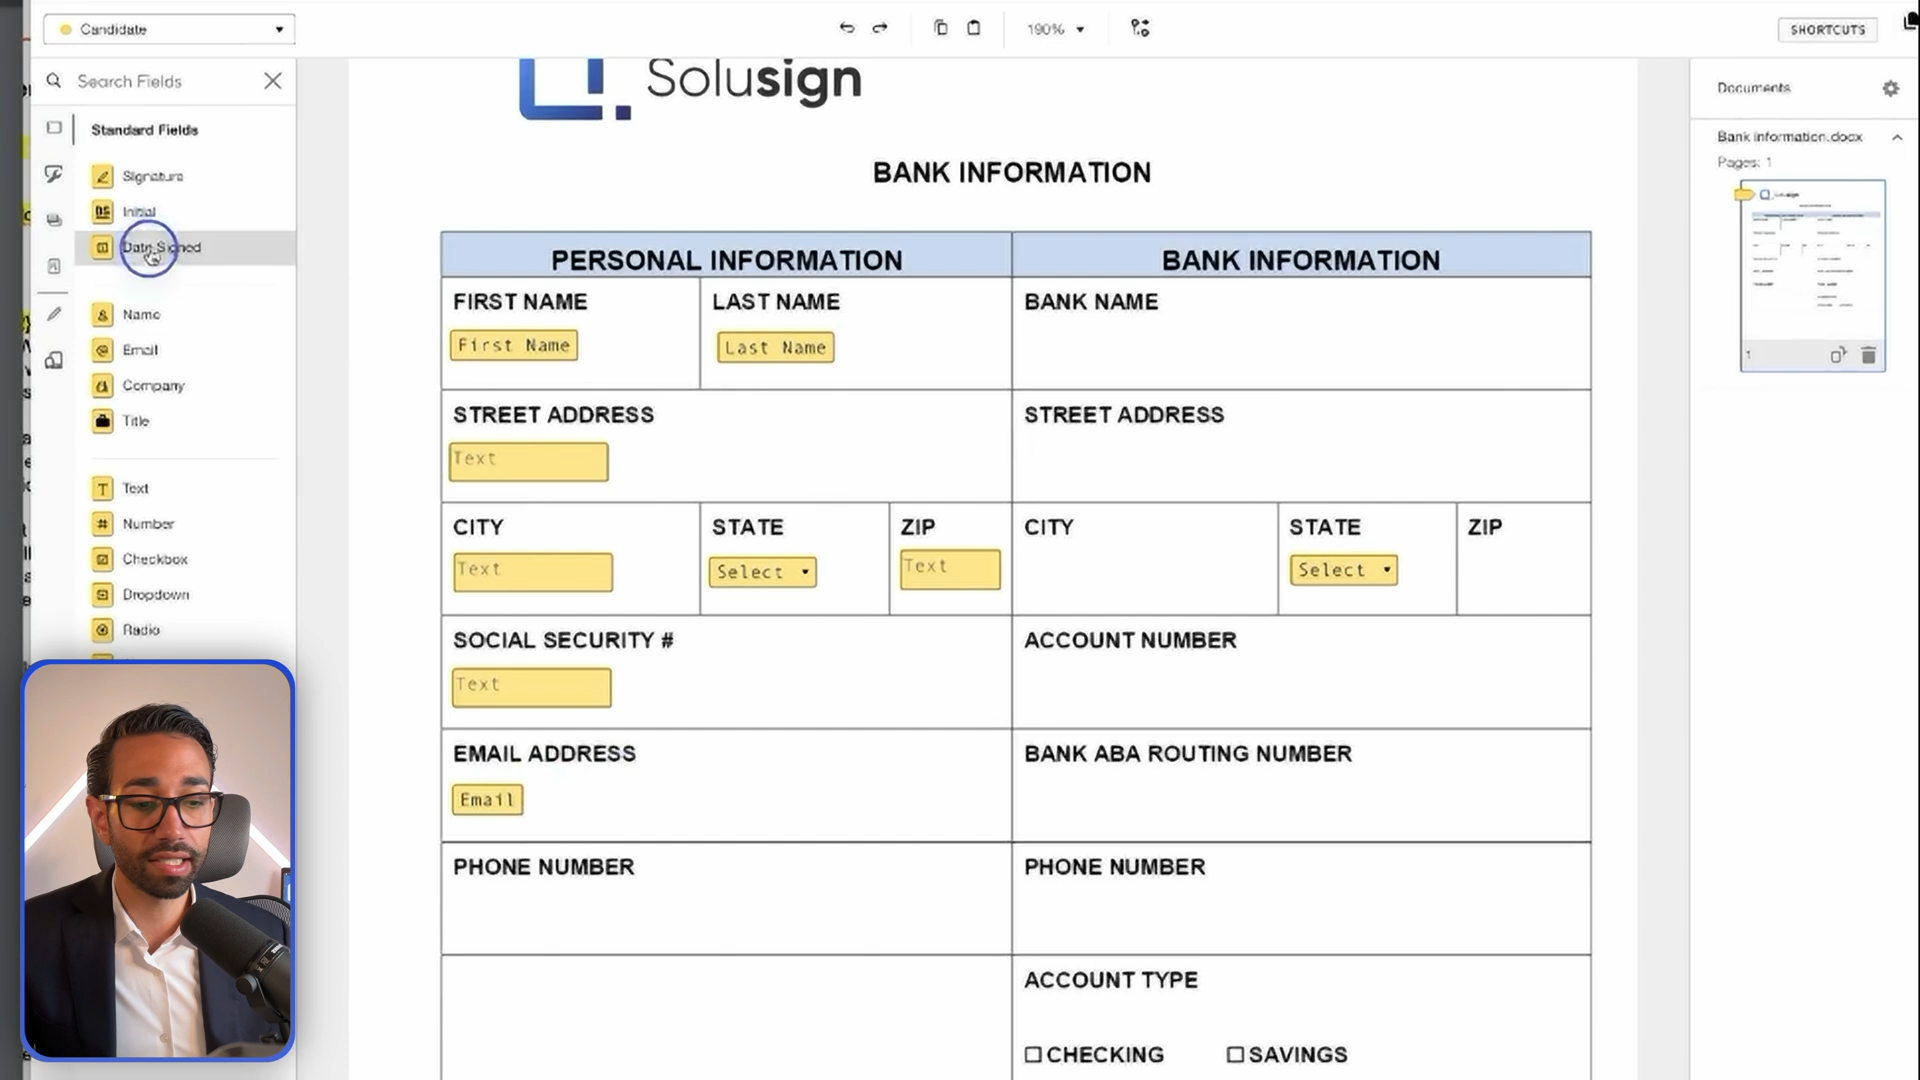 Candidate
190%
SHORTCUTS
Search Fields
Standard Fields
Signature
DS Initial
Date Signed
Name
Email
Company
Title
T Text
# Number
Checkbox
Dropdown
Radio
Solusign
BANK INFORMATION
PERSONAL INFORMATION BANK INFORMATION
FIRST NAME LAST NAME BANK NAME
First Name Last Name
STREET ADDRESS STREET ADDRESS
Text
CITY STATE ZIP CITY STATE ZIP
Text Select Text Select
SOCIAL SECURITY # ACCOUNT NUMBER
Text
EMAIL ADDRESS BANK ABA ROUTING NUMBER
Email
PHONE NUMBER PHONE NUMBER
ACCOUNT TYPE
CHECKING SAVINGS
Documents
Bank information.docx
Pages: 1
Solusign
1